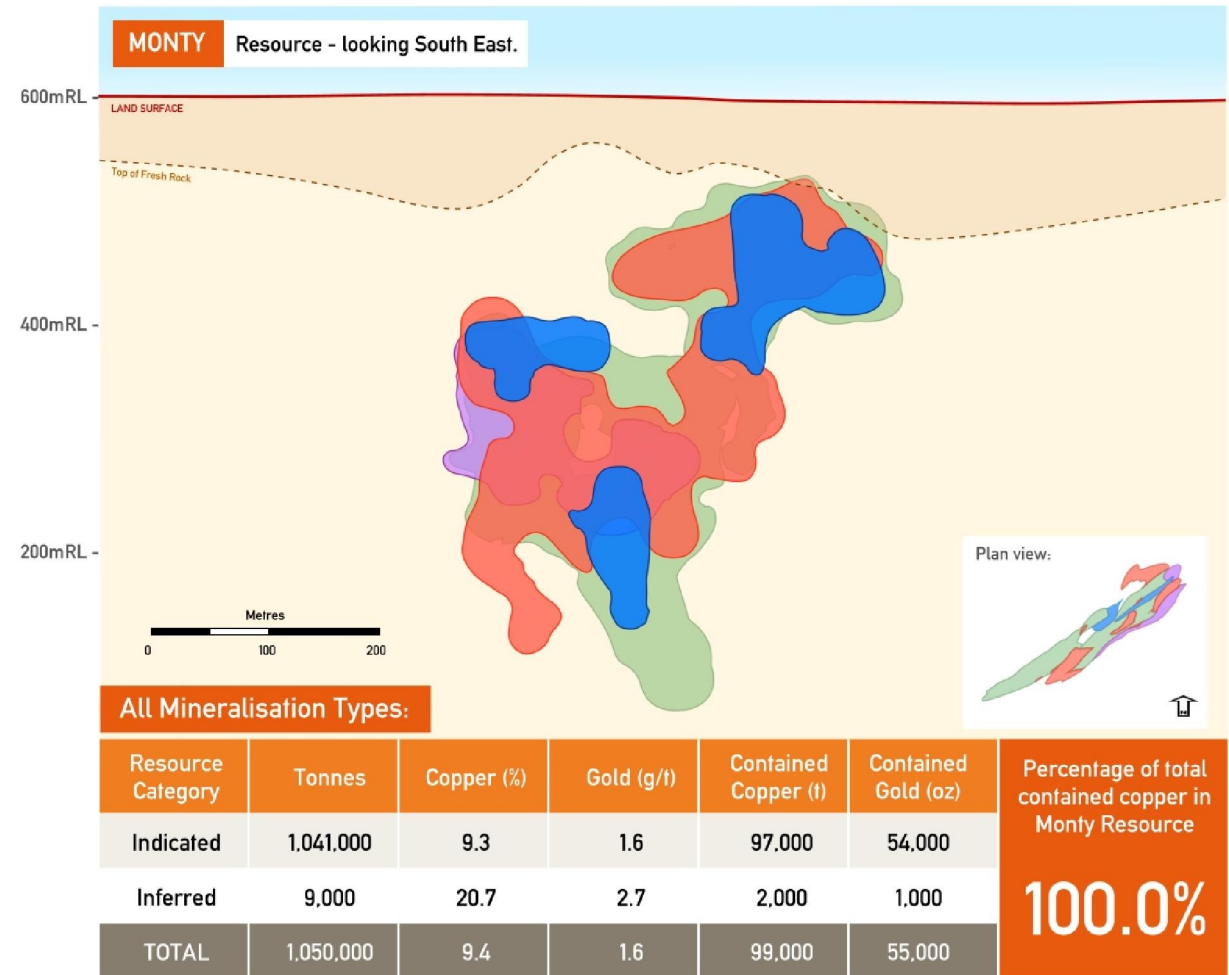 MONTY Resource - looking South East.
600mRL
LAND SURFACE
Top of Fresh Rock
400mRL
200mRL
Plan view:
Metres
0 100 200
All Mineralisation Types:
Resource Category Tonnes Copper (%) Gold (g/t) Contained Copper (t) Contained Gold (oz)
Indicated 1,041,000 9.3 1.6 97,000 54,000
Inferred 9,000 20.7 2.7 2,000 1,000
TOTAL 1,050,000 9.4 1.6 99,000 55,000
Percentage of total
contained copper in
Monty Resource
100.0%